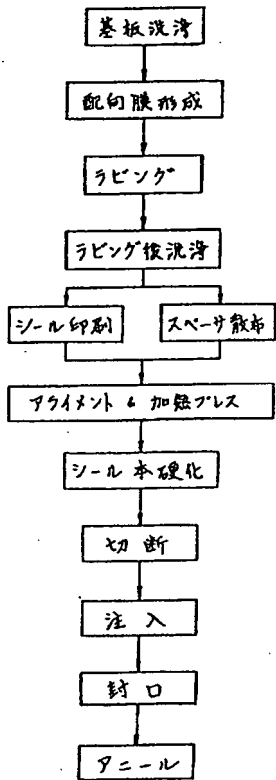 基板洗浄
配向膜形成
ラビング
ラビング後洗浄
シール印刷
スペーサ散布
アライメント & 加熱プレス
シール本硬化
切断
注入
封口
アニール